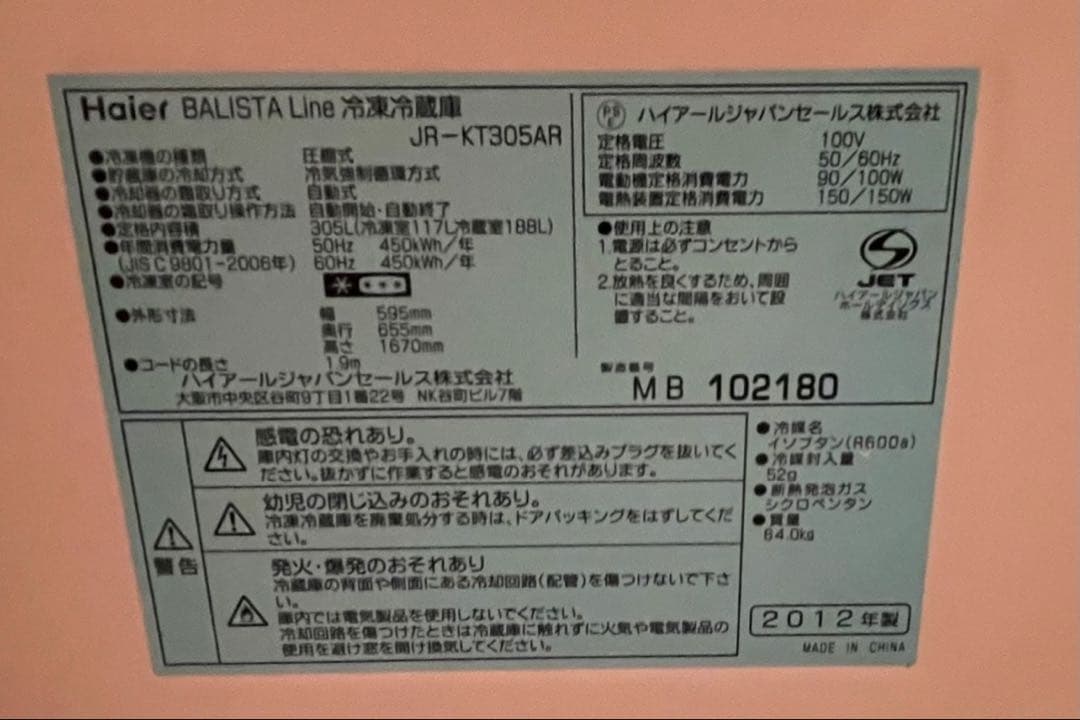 Haier BALISTA Line 冷凍冷蔵庫
JR-KT305AR
●冷凍機の種類 圧縮式
●貯蔵庫の冷却方式 冷気強制循環方式
●冷却器の霜取り方式 自動式
●冷却器の霜取り操作方法 自動開始・自動終了
●定格内容積 305L(冷凍室117L冷蔵室188L)
●年間消費電力量 50Hz 450kWh/年
(JIS C 9801-2006年) 60Hz 450kWh/年
●冷凍室の記号
●外形寸法 幅 595mm
奥行 655mm
高さ 1670mm
●コードの長さ 1.9m
ハイアールジャパンセールス株式会社
大阪市中央区谷町9丁目1番22号 NK谷町ビル7階
PS E ハイアールジャパンセールス株式会社
定格電圧 100V
定格周波数 50/60Hz
電動機定格消費電力 90/100W
電熱装置定格消費電力 150/150W
●使用上の注意
1.電源は必ずコンセントから
とること。
2.放熱を良くするため、周囲
に適当な間隔をおいて設
置すること。
JET
ハイアールジャパン
ホールディングス
株式会社
製造番号
MB 102180
警告
感電の恐れあり。
庫内灯の交換やお手入れの時には、必ず差込みプラグを抜いてく
ださい。抜かずに作業すると感電のおそれがあります。
幼児の閉じ込みのおそれあり。
冷凍冷蔵庫を廃棄処分する時は、ドアパッキングをはずしてくだ
さい。
発火・爆発のおそれあり
冷蔵庫の背面や側面にある冷却回路(配管)を傷つけないで下さ
い。
庫内では電気製品を使用しないでください。
冷却回路を傷つけたときは冷蔵庫に触れずに火気や電気製品の
使用を避け窓を開け換気してください。
●冷媒名
イソブタン(R600a)
●冷媒封入量
52g
●断熱発泡ガス
シクロペンタン
●質量
64.0kg
2012年製
MADE IN CHINA